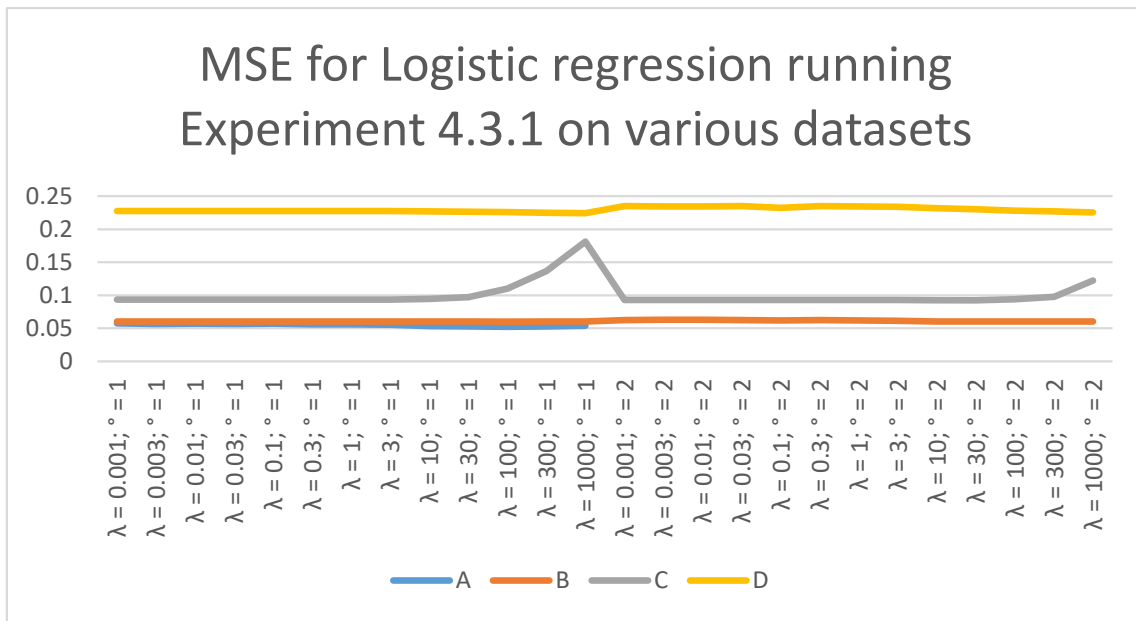 MSE for Logistic regression running
Experiment 4.3.1 on various datasets
0.25
0.2
0.15
0.1
0.05
0
λ = 0.001; ° = 1
λ = 0.003; ° = 1
λ = 0.01; ° = 1
λ = 0.03; ° = 1
λ = 0.1; ° = 1
λ = 0.3; ° = 1
λ = 1; ° = 1
λ = 3; ° = 1
λ = 10; ° = 1
λ = 30; ° = 1
λ = 100; ° = 1
λ = 300; ° = 1
λ = 1000; ° = 1
λ = 0.001; ° = 2
λ = 0.003; ° = 2
λ = 0.01; ° = 2
λ = 0.03; ° = 2
λ = 0.1; ° = 2
λ = 0.3; ° = 2
λ = 1; ° = 2
λ = 3; ° = 2
λ = 10; ° = 2
λ = 30; ° = 2
λ = 100; ° = 2
λ = 300; ° = 2
λ = 1000; ° = 2
A B C D